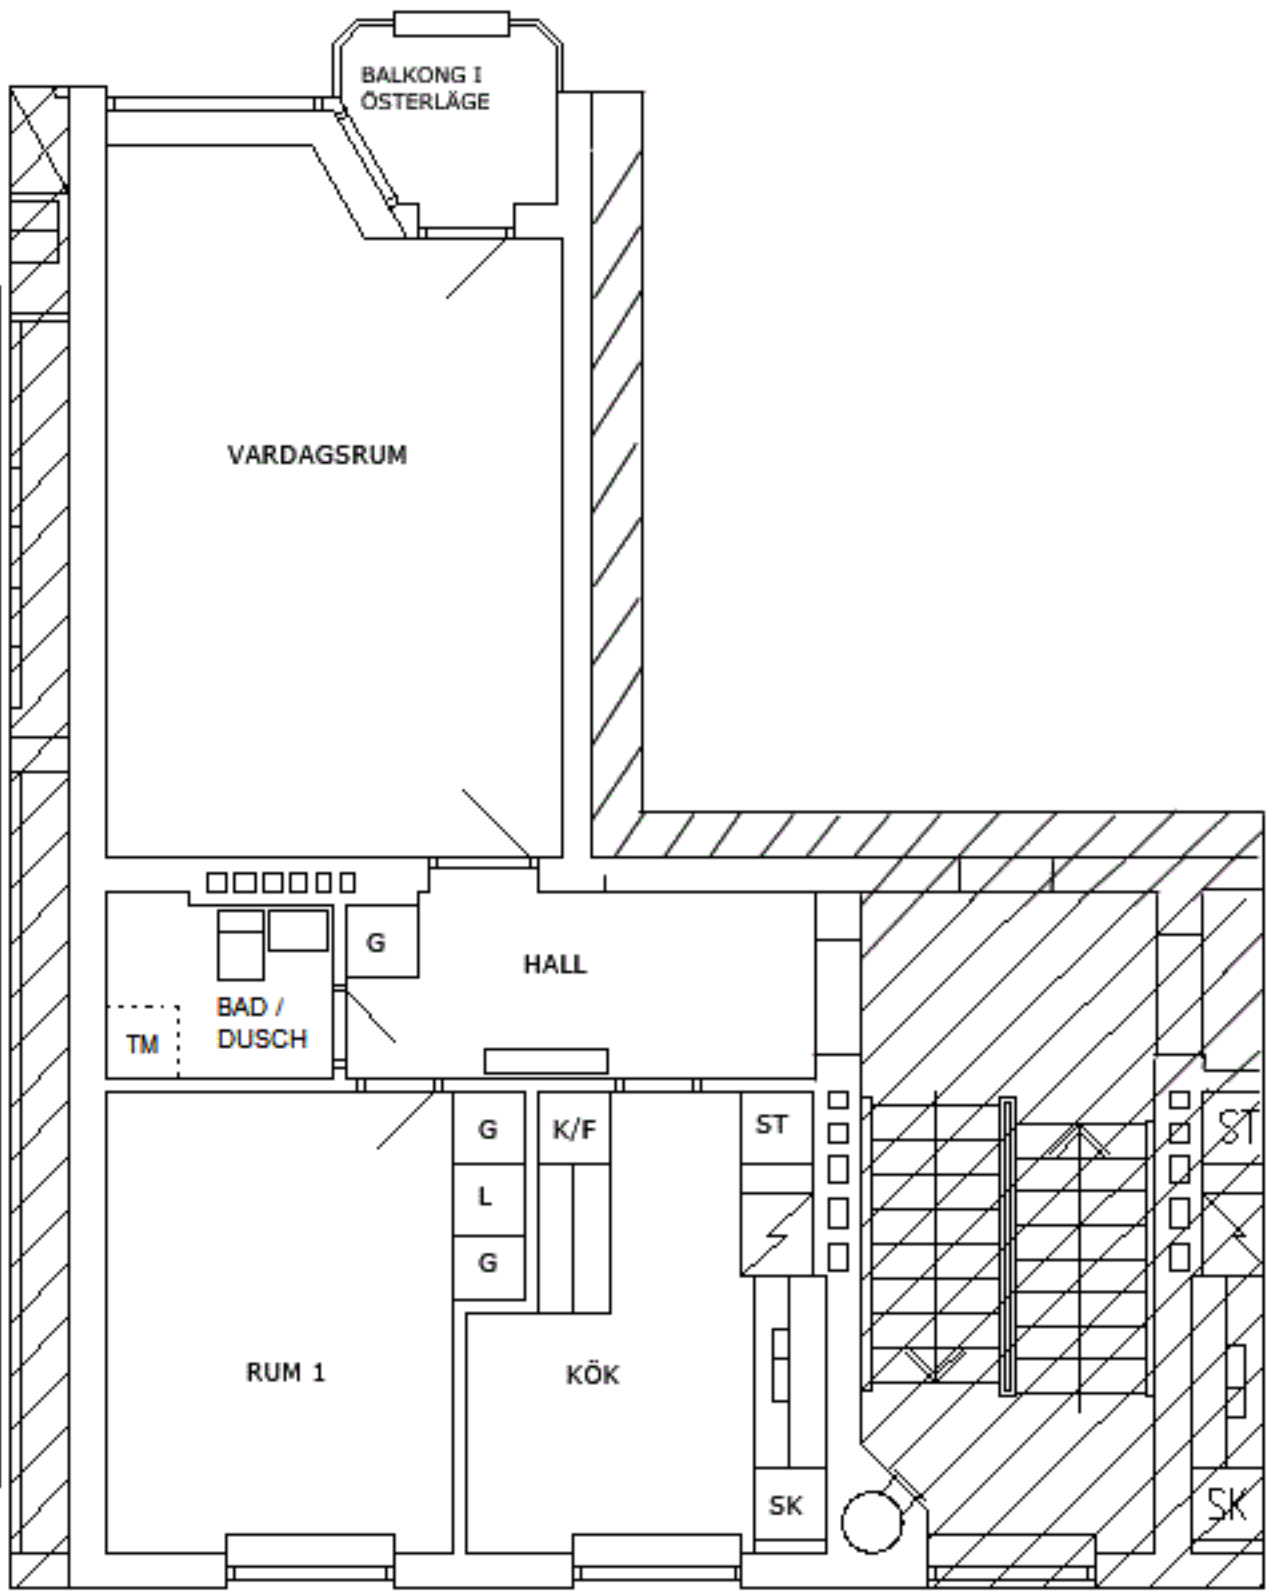 BALKONG I
ÖSTERLÄGE
VARDAGSRUM
G
HALL
BAD /
DUSCH
TM
G
K/F
ST
ST
L
G
RUM 1
KÖK
SK
SK